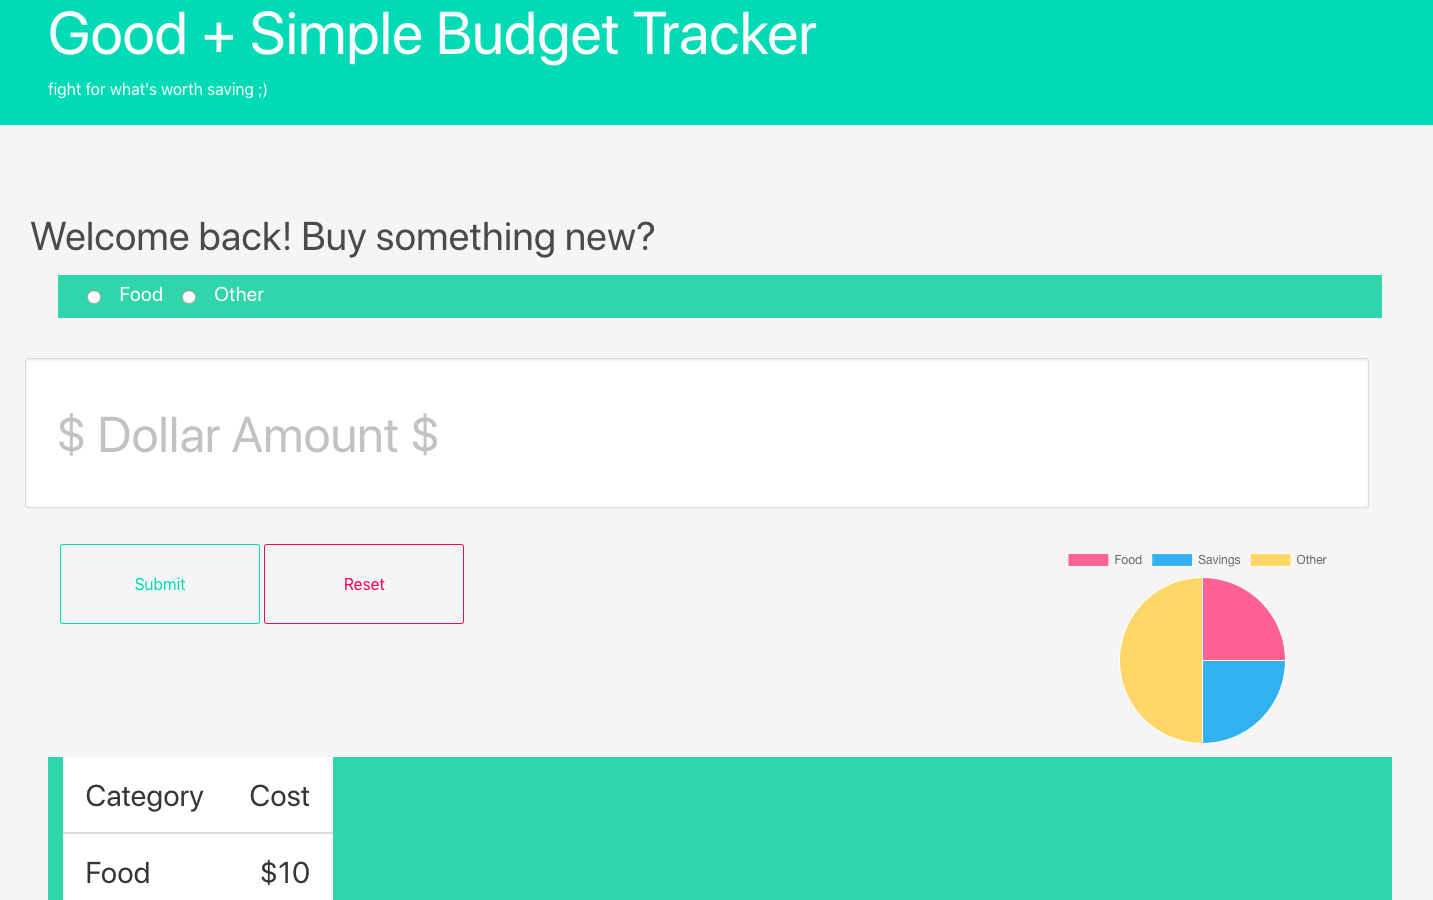 Good + Simple Budget Tracker
fight for what's worth saving ;)
Welcome back! Buy something new?
Food Other
$ Dollar Amount $
Submit Reset
Food Savings Other
Category Cost
Food $10